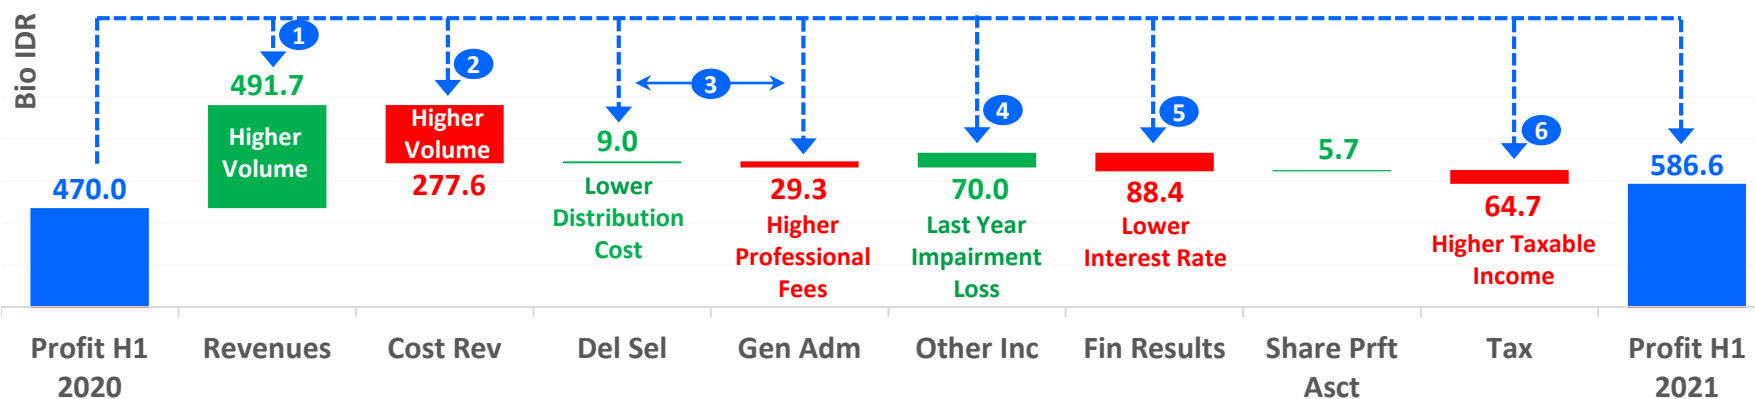 Bio IDR
1
2
3
4
5
6
470.0
491.7
Higher
Volume
Higher
Volume
277.6
9.0
Lower
Distribution
Cost
29.3
Higher
Professional
Fees
70.0
Last Year
Impairment
Loss
88.4
Lower
Interest Rate
5.7
64.7
Higher Taxable
Income
586.6
Profit H1
2020
Revenues
Cost Rev
Del Sel
Gen Adm
Other Inc
Fin Results
Share Prft
Asct
Tax
Profit H1
2021